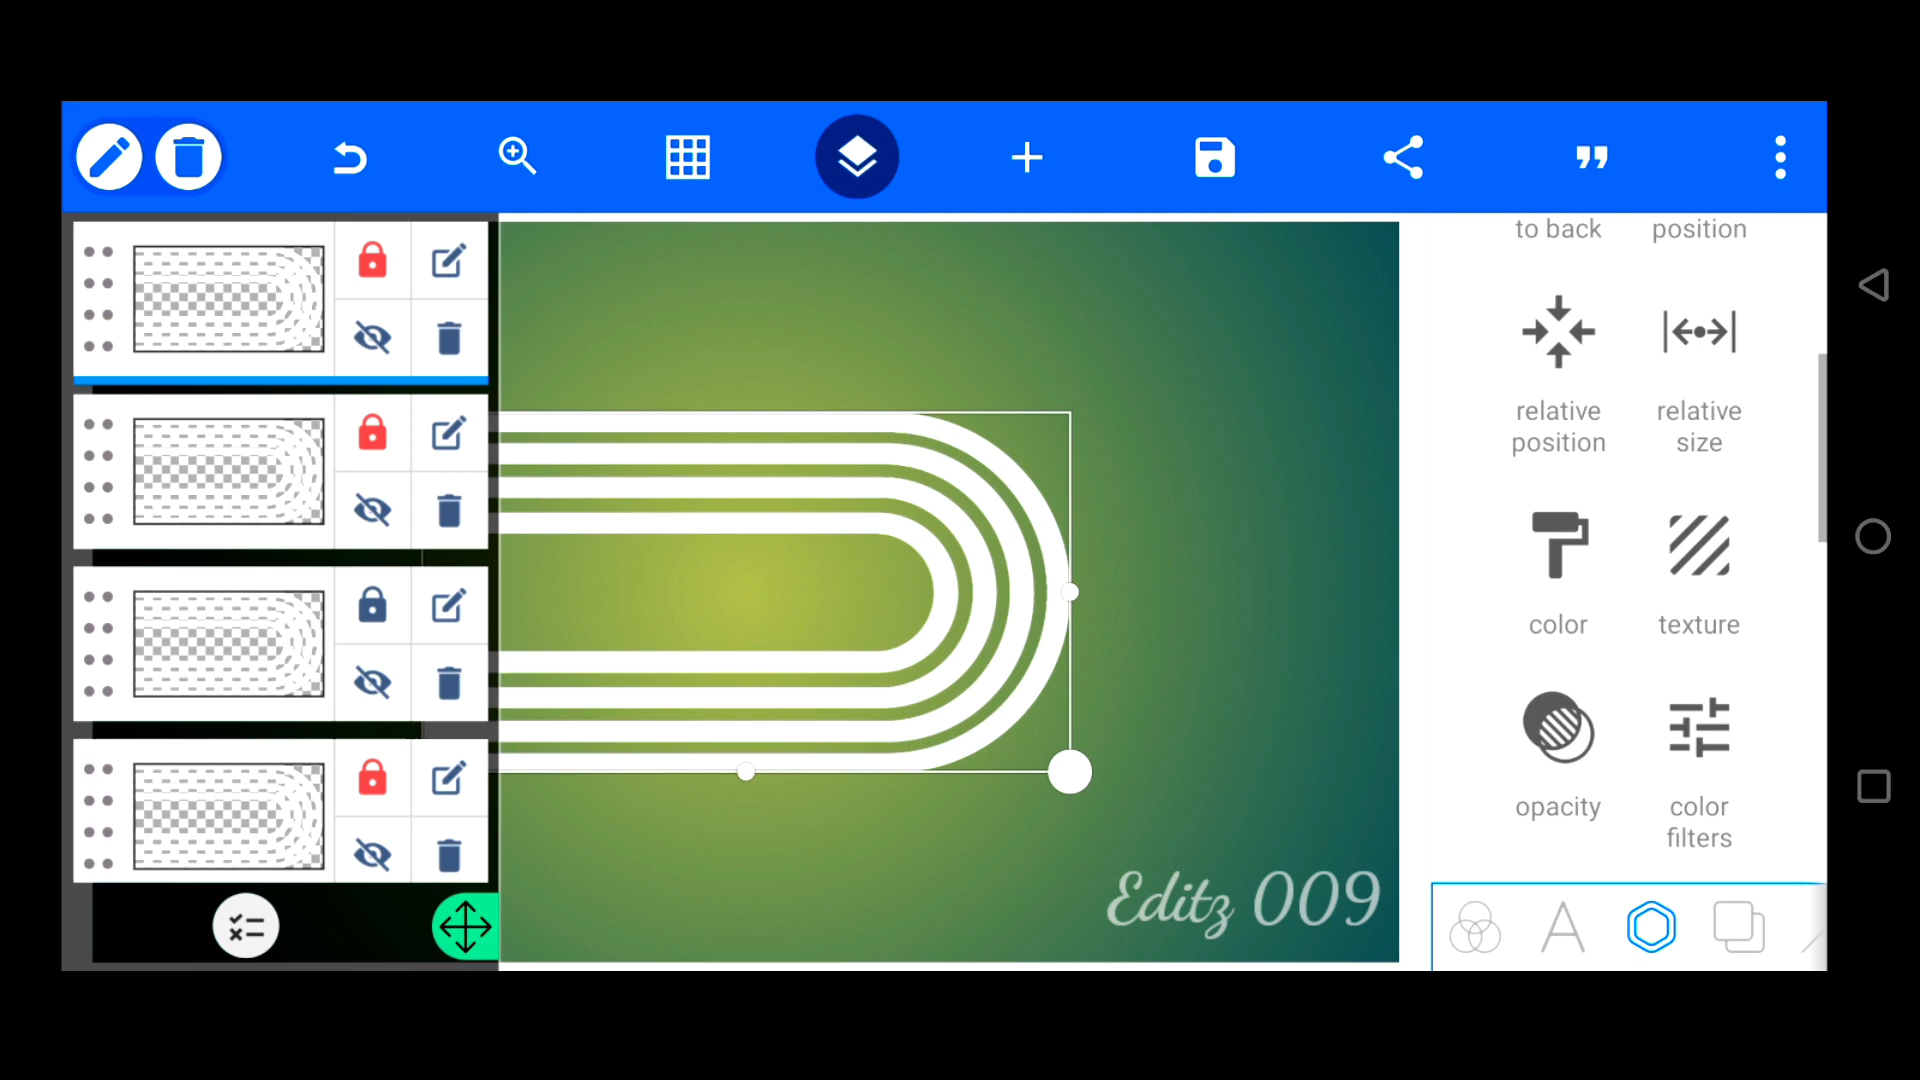 to back
position
relative
position
relative
size
color
texture
opacity
color
filters
Editz 009